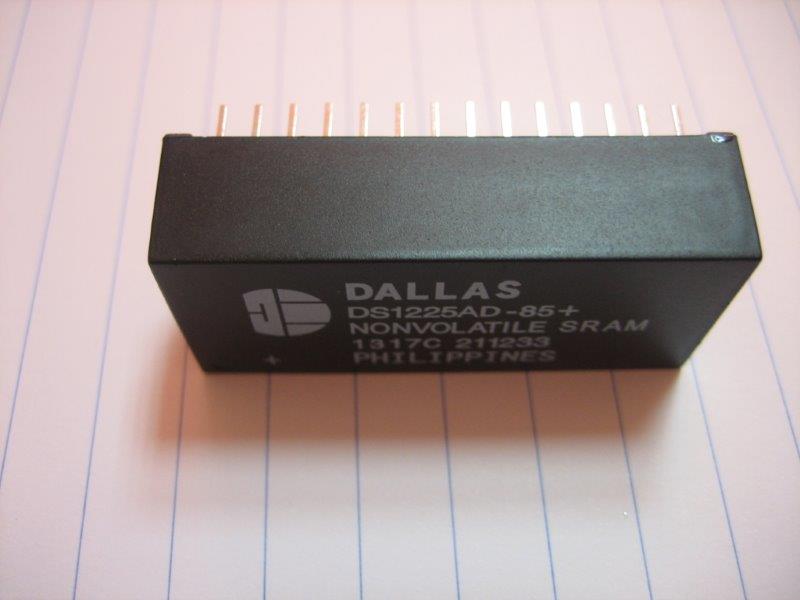 DALLAS
DS1225AD-85+
NONVOLATILE SRAM
1317C 211233
+ PHILIPPINES